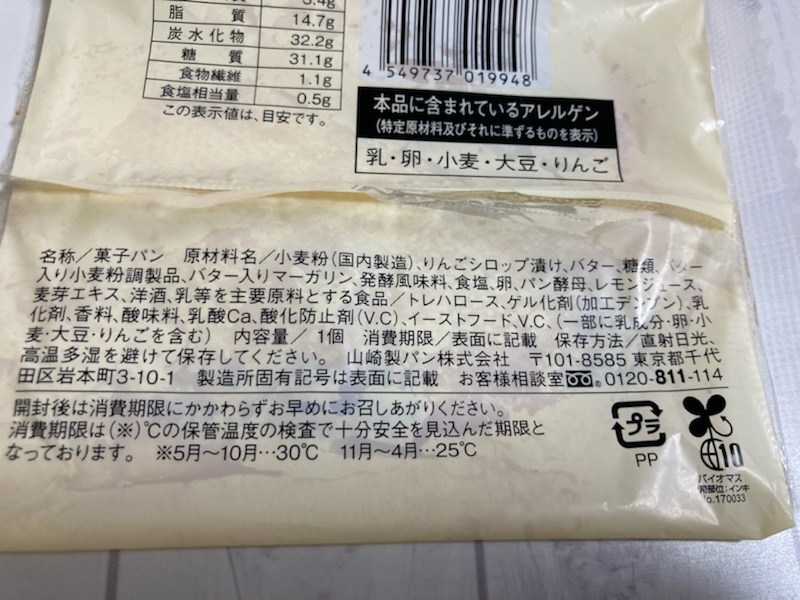 3.4g
脂質 14.7g
炭水化物 32.2g
糖質 31.1g
食物繊維 1.1g
食塩相当量 0.5g
この表示値は、目安です。
4 549737 019948
本品に含まれているアレルゲン
(特定原材料及びそれに準ずるものを表示)
乳・卵・小麦・大豆・りんご
名称/菓子パン 原材料名/小麦粉(国内製造)、りんごシロップ漬け、バター、糖類、バター
入り小麦粉調製品、バター入りマーガリン、発酵風味料、食塩、卵、パン酵母、レモンジュース、
麦芽エキス、洋酒、乳等を主要原料とする食品/トレハロース、ゲル化剤(加工デンプン)、乳
化剤、香料、酸味料、乳酸Ca、酸化防止剤(V.C)、イーストフード、V.C、(一部に乳成分・卵・小
麦・大豆・りんごを含む) 内容量/1個 消費期限/表面に記載 保存方法/直射日光、
高温多湿を避けて保存してください。 山崎製パン株式会社 〒101-8585 東京都千代
田区岩本町3-10-1 製造所固有記号は表面に記載 お客様相談室 0120-811-114
開封後は消費期限にかかわらずお早めにお召しあがりください。
消費期限は(※)℃の保管温度の検査で十分安全を見込んだ期限と
なっております。 ※5月〜10月…30℃ 11月〜4月…25℃
プラ
PP
10
バイオマス
部位:インキ
No.170033